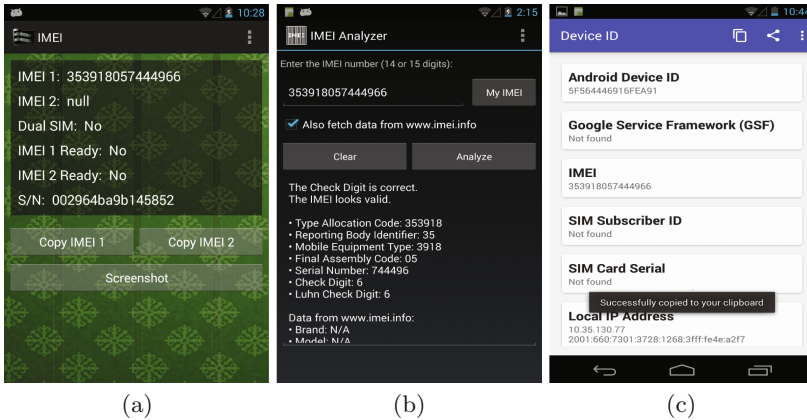 10:28
IMEI
IMEI 1: 353918057444966
IMEI 2: null
Dual SIM: No
IMEI 1 Ready: No
IMEI 2 Ready: No
S/N: 002964ba9b145852
Copy IMEI 1
Copy IMEI 2
Screenshot
(a)
2:15
IMEI
IMEI Analyzer
Enter the IMEI number (14 or 15 digits):
353918057444966
My IMEI
Also fetch data from www.imei.info
Clear
Analyze
The Check Digit is correct.
The IMEI looks valid.
• Type Allocation Code: 353918
• Reporting Body Identifier: 35
• Mobile Equipment Type: 3918
• Final Assembly Code: 05
• Serial Number: 744496
• Check Digit: 6
• Luhn Check Digit: 6
Data from www.imei.info:
• Brand: N/A
• Model: N/A
(b)
10:44
Device ID
Android Device ID
5F564446916FEA91
Google Service Framework (GSF)
Not found
IMEI
353918057444966
SIM Subscriber ID
Not found
SIM Card Serial
Not found
Successfully copied to your clipboard
Local IP Address
10.35.130.77
2001:660:7301:3728:1268:3fff:fe4e:a2f7
(c)